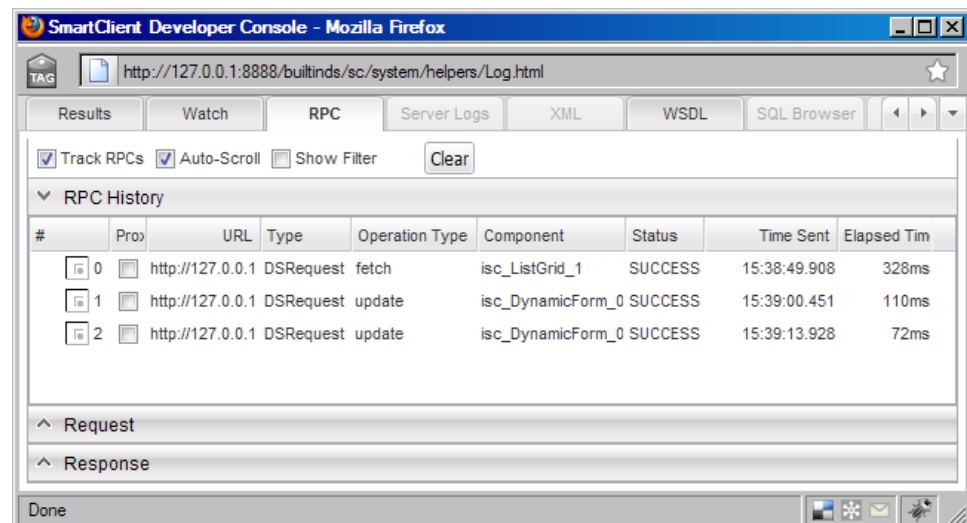 SmartClient Developer Console - Mozilla Firefox
TAG http://127.0.0.1:8888/builtinds/sc/system/helpers/Log.html
Results Watch RPC Server Logs XML WSDL SQL Browser
Track RPCs Auto-Scroll Show Filter Clear
RPC History
# Prox URL Type Operation Type Component Status Time Sent Elapsed Tim
0 http://127.0.0.1 DSRequest fetch isc_ListGrid_1 SUCCESS 15:38:49.908 328ms
1 http://127.0.0.1 DSRequest update isc_DynamicForm_0 SUCCESS 15:39:00.451 110ms
2 http://127.0.0.1 DSRequest update isc_DynamicForm_0 SUCCESS 15:39:13.928 72ms
Request
Response
Done